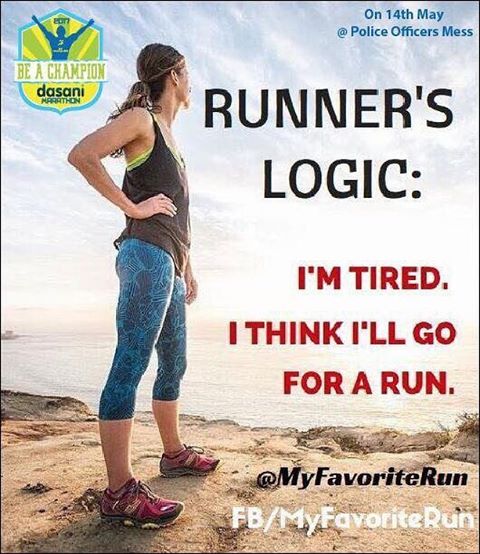 2017
BE A CHAMPION
dasani
MARATHON
On 14th May
@ Police Officers Mess
RUNNER'S
LOGIC:
I'M TIRED.
I THINK I'LL GO
FOR A RUN.
@MyFavoriteRun
FB/MyFavoriteRun